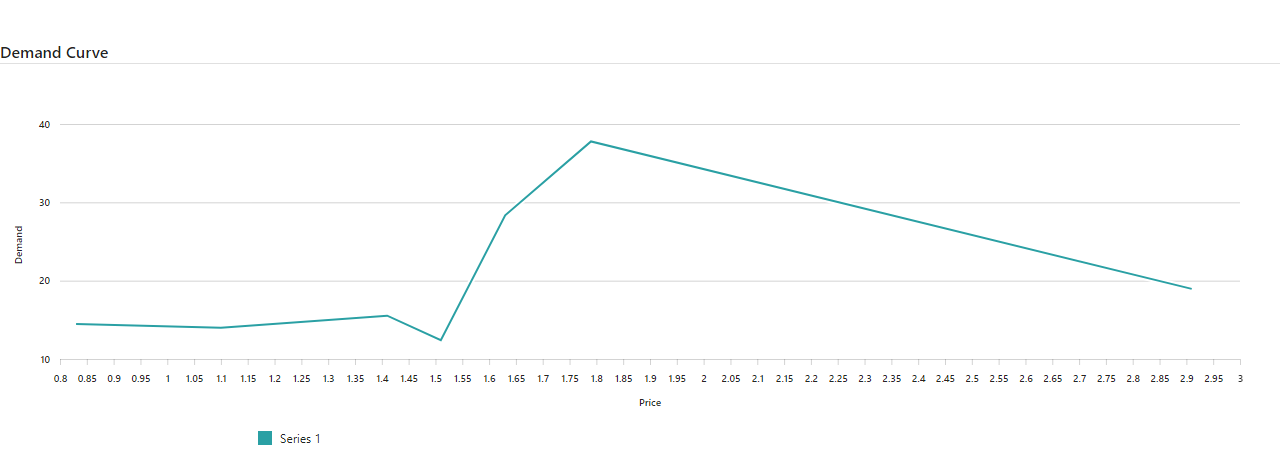 Demand Curve
40
30
20
10
Demand
0.8 0.85 0.9 0.95 1 1.05 1.1 1.15 1.2 1.25 1.3 1.35 1.4 1.45 1.5 1.55 1.6 1.65 1.7 1.75 1.8 1.85 1.9 1.95 2 2.05 2.1 2.15 2.2 2.25 2.3 2.35 2.4 2.45 2.5 2.55 2.6 2.65 2.7 2.75 2.8 2.85 2.9 2.95 3
Price
Series 1